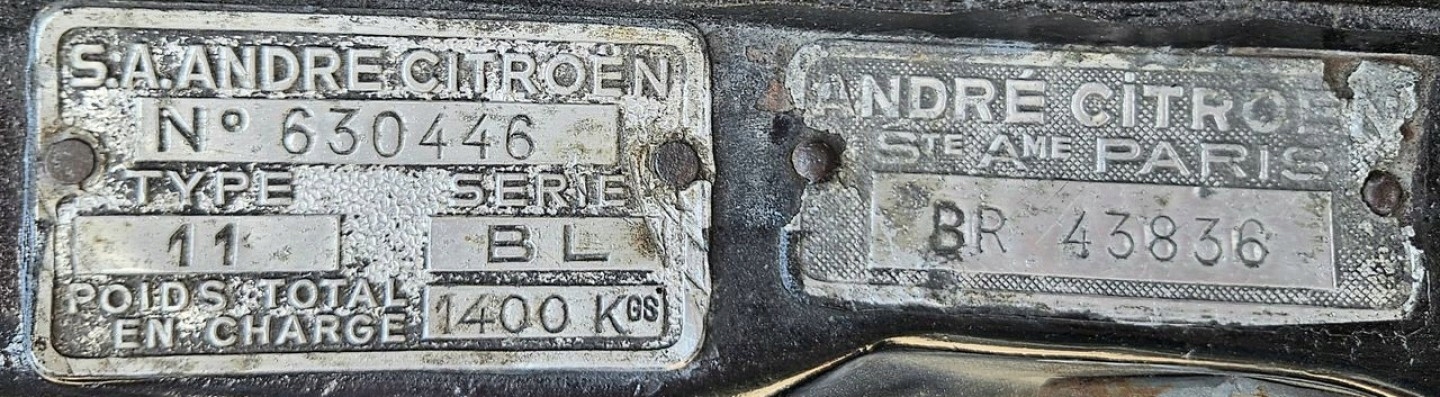 S.A. ANDRE CITROËN
Nº 630446
TYPE SERIE
11 BL
POIDS TOTAL
EN CHARGE 1400 KGS
ANDRÉ CITROËN
STE AME PARIS
BR 43836